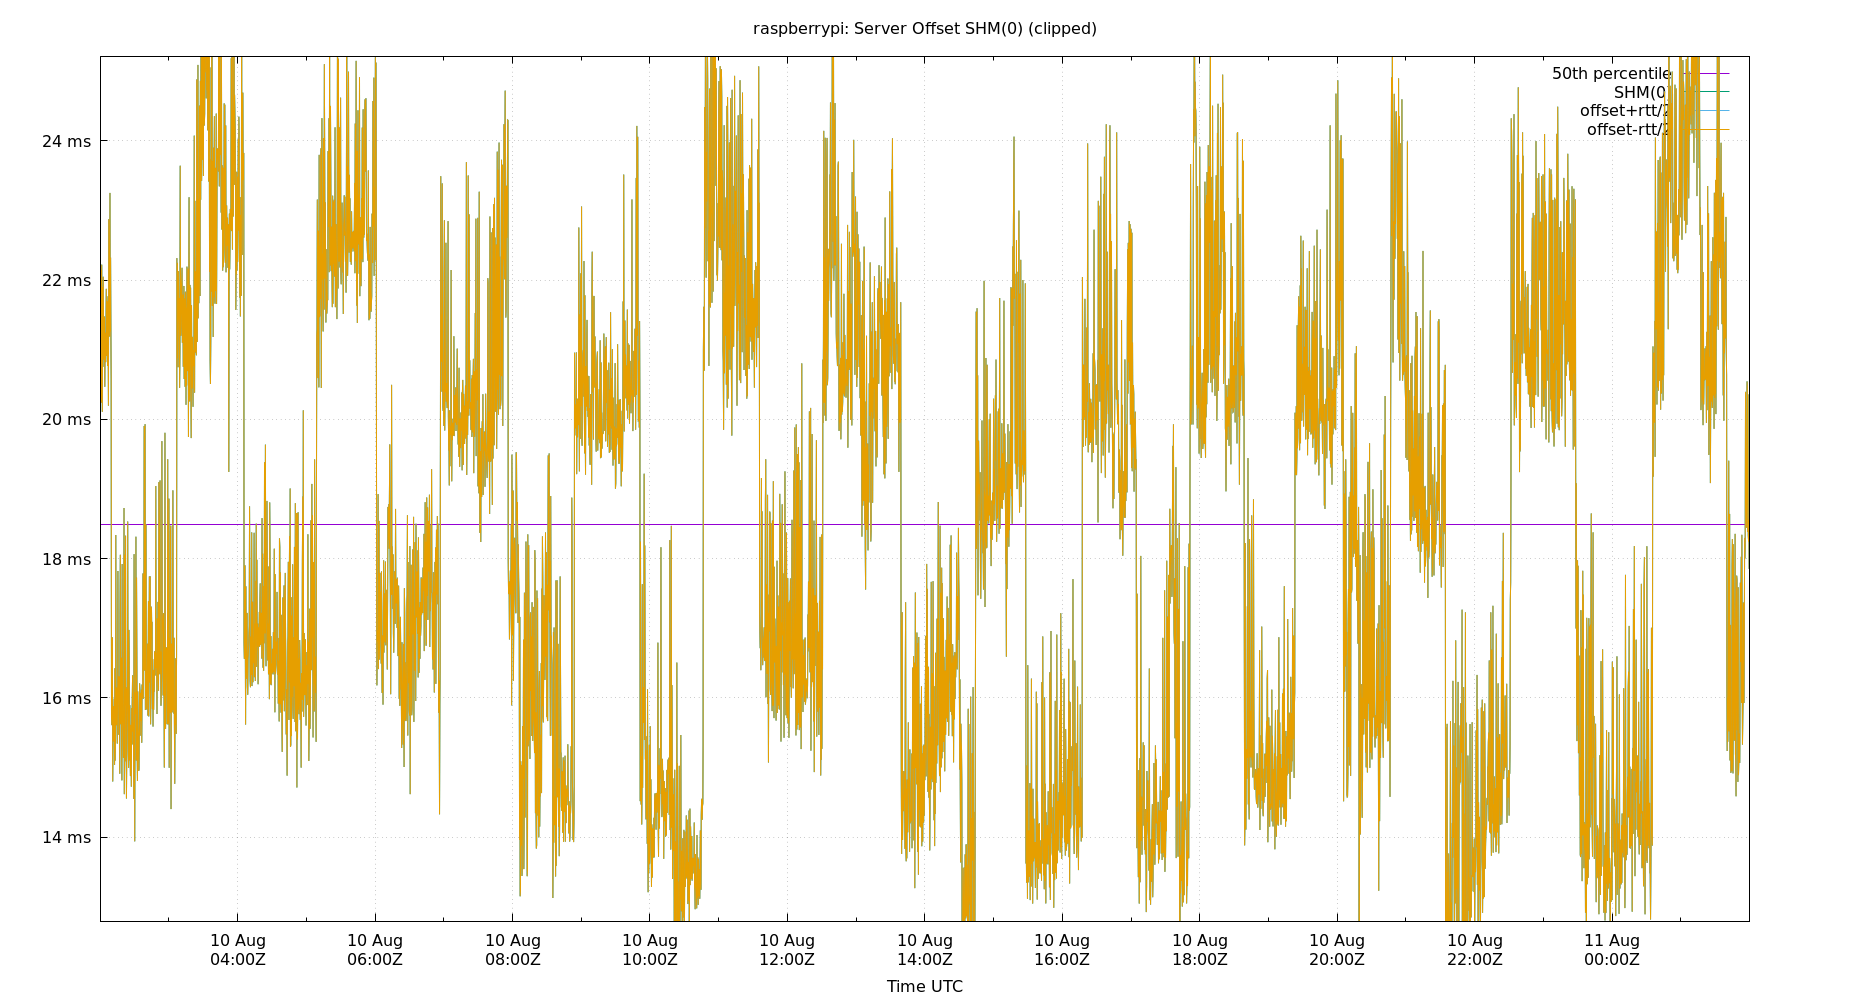 raspberrypi: Server Offset SHM(0) (clipped)
50th percentile
SHM(0)
offset+rtt/2
offset-rtt/2
24 ms
22 ms
20 ms
18 ms
16 ms
14 ms
10 Aug 10 Aug 10 Aug 10 Aug 10 Aug 10 Aug 10 Aug 10 Aug 10 Aug 10 Aug 11 Aug
04:00Z 06:00Z 08:00Z 10:00Z 12:00Z 14:00Z 16:00Z 18:00Z 20:00Z 22:00Z 00:00Z
Time UTC